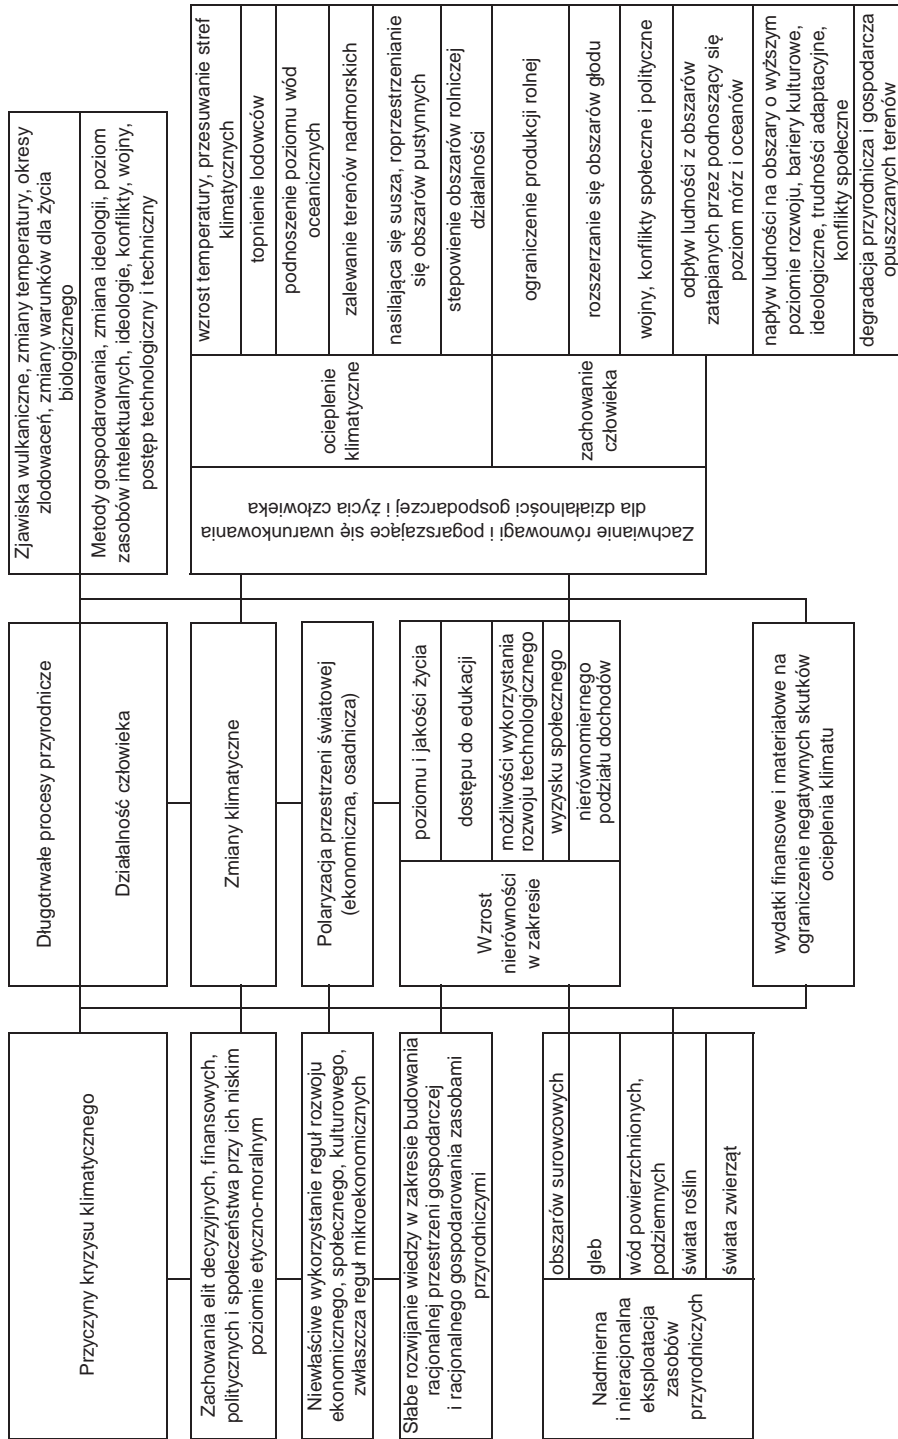 Przyczyny kryzysu klimatycznego
Zachowania elit decyzyjnych, finansowych,
politycznych i społeczeństwa przy ich niskim
poziomie etyczno-moralnym
Niewłaściwe wykorzystanie reguł rozwoju
ekonomicznego, społecznego, kulturowego,
zwłaszcza reguł mikroekonomicznych
Słabe rozwijanie wiedzy w zakresie budowania
racjonalnej przestrzeni gospodarczej
i racjonalnego gospodarowania zasobami
przyrodniczymi
Nadmierna
i nieracjonalna
eksploatacja
zasobów
przyrodniczych
obszarów surowcowych
gleb
wód powierzchnionych,
podziemnych
świata roślin
świata zwierząt
Długotrwałe procesy przyrodnicze
Działalność człowieka
Zmiany klimatyczne
Polaryzacja przestrzeni światowej
(ekonomiczna, osadnicza)
Wzrost
nierówności
w zakresie
poziomu i jakości życia
dostępu do edukacji
możliwości wykorzystania
rozwoju technologicznego
wyzysku społecznego
nierównomiernego
podziału dochodów
wydatki finansowe i materiałowe na
ograniczenie negatywnych skutków
ocieplenia klimatu
Zjawiska wulkaniczne, zmiany temperatury, okresy
zlodowaceń, zmiany warunków dla życia
biologicznego
Metody gospodarowania, zmiana ideologii, poziom
zasobów intelektualnych, ideologie, konflikty, wojny,
postęp technologiczny i techniczny
Zachwianie równowagi i pogarszające się uwarunkowania
dla działalności gospodarczej i życia człowieka
ocieplenie
klimatyczne
wzrost temperatury, przesuwanie stref
klimatycznych
topnienie lodowców
podnoszenie poziomu wód
oceanicznych
zalewanie terenów nadmorskich
nasilająca się susza, roprzestrzenianie
się obszarów pustynnych
stepowienie obszarów rolniczej
działalności
zachowanie
człowieka
ograniczenie produkcji rolnej
rozszerzanie się obszarów głodu
wojny, konflikty społeczne i polityczne
odpływ ludności z obszarów
zatapianych przez podnoszący się
poziom mórz i oceanów
napływ ludności na obszary o wyższym
poziomie rozwoju, bariery kulturowe,
ideologiczne, trudności adaptacyjne,
konflikty społeczne
degradacja przyrodnicza i gospodarcza
opuszczanych terenów